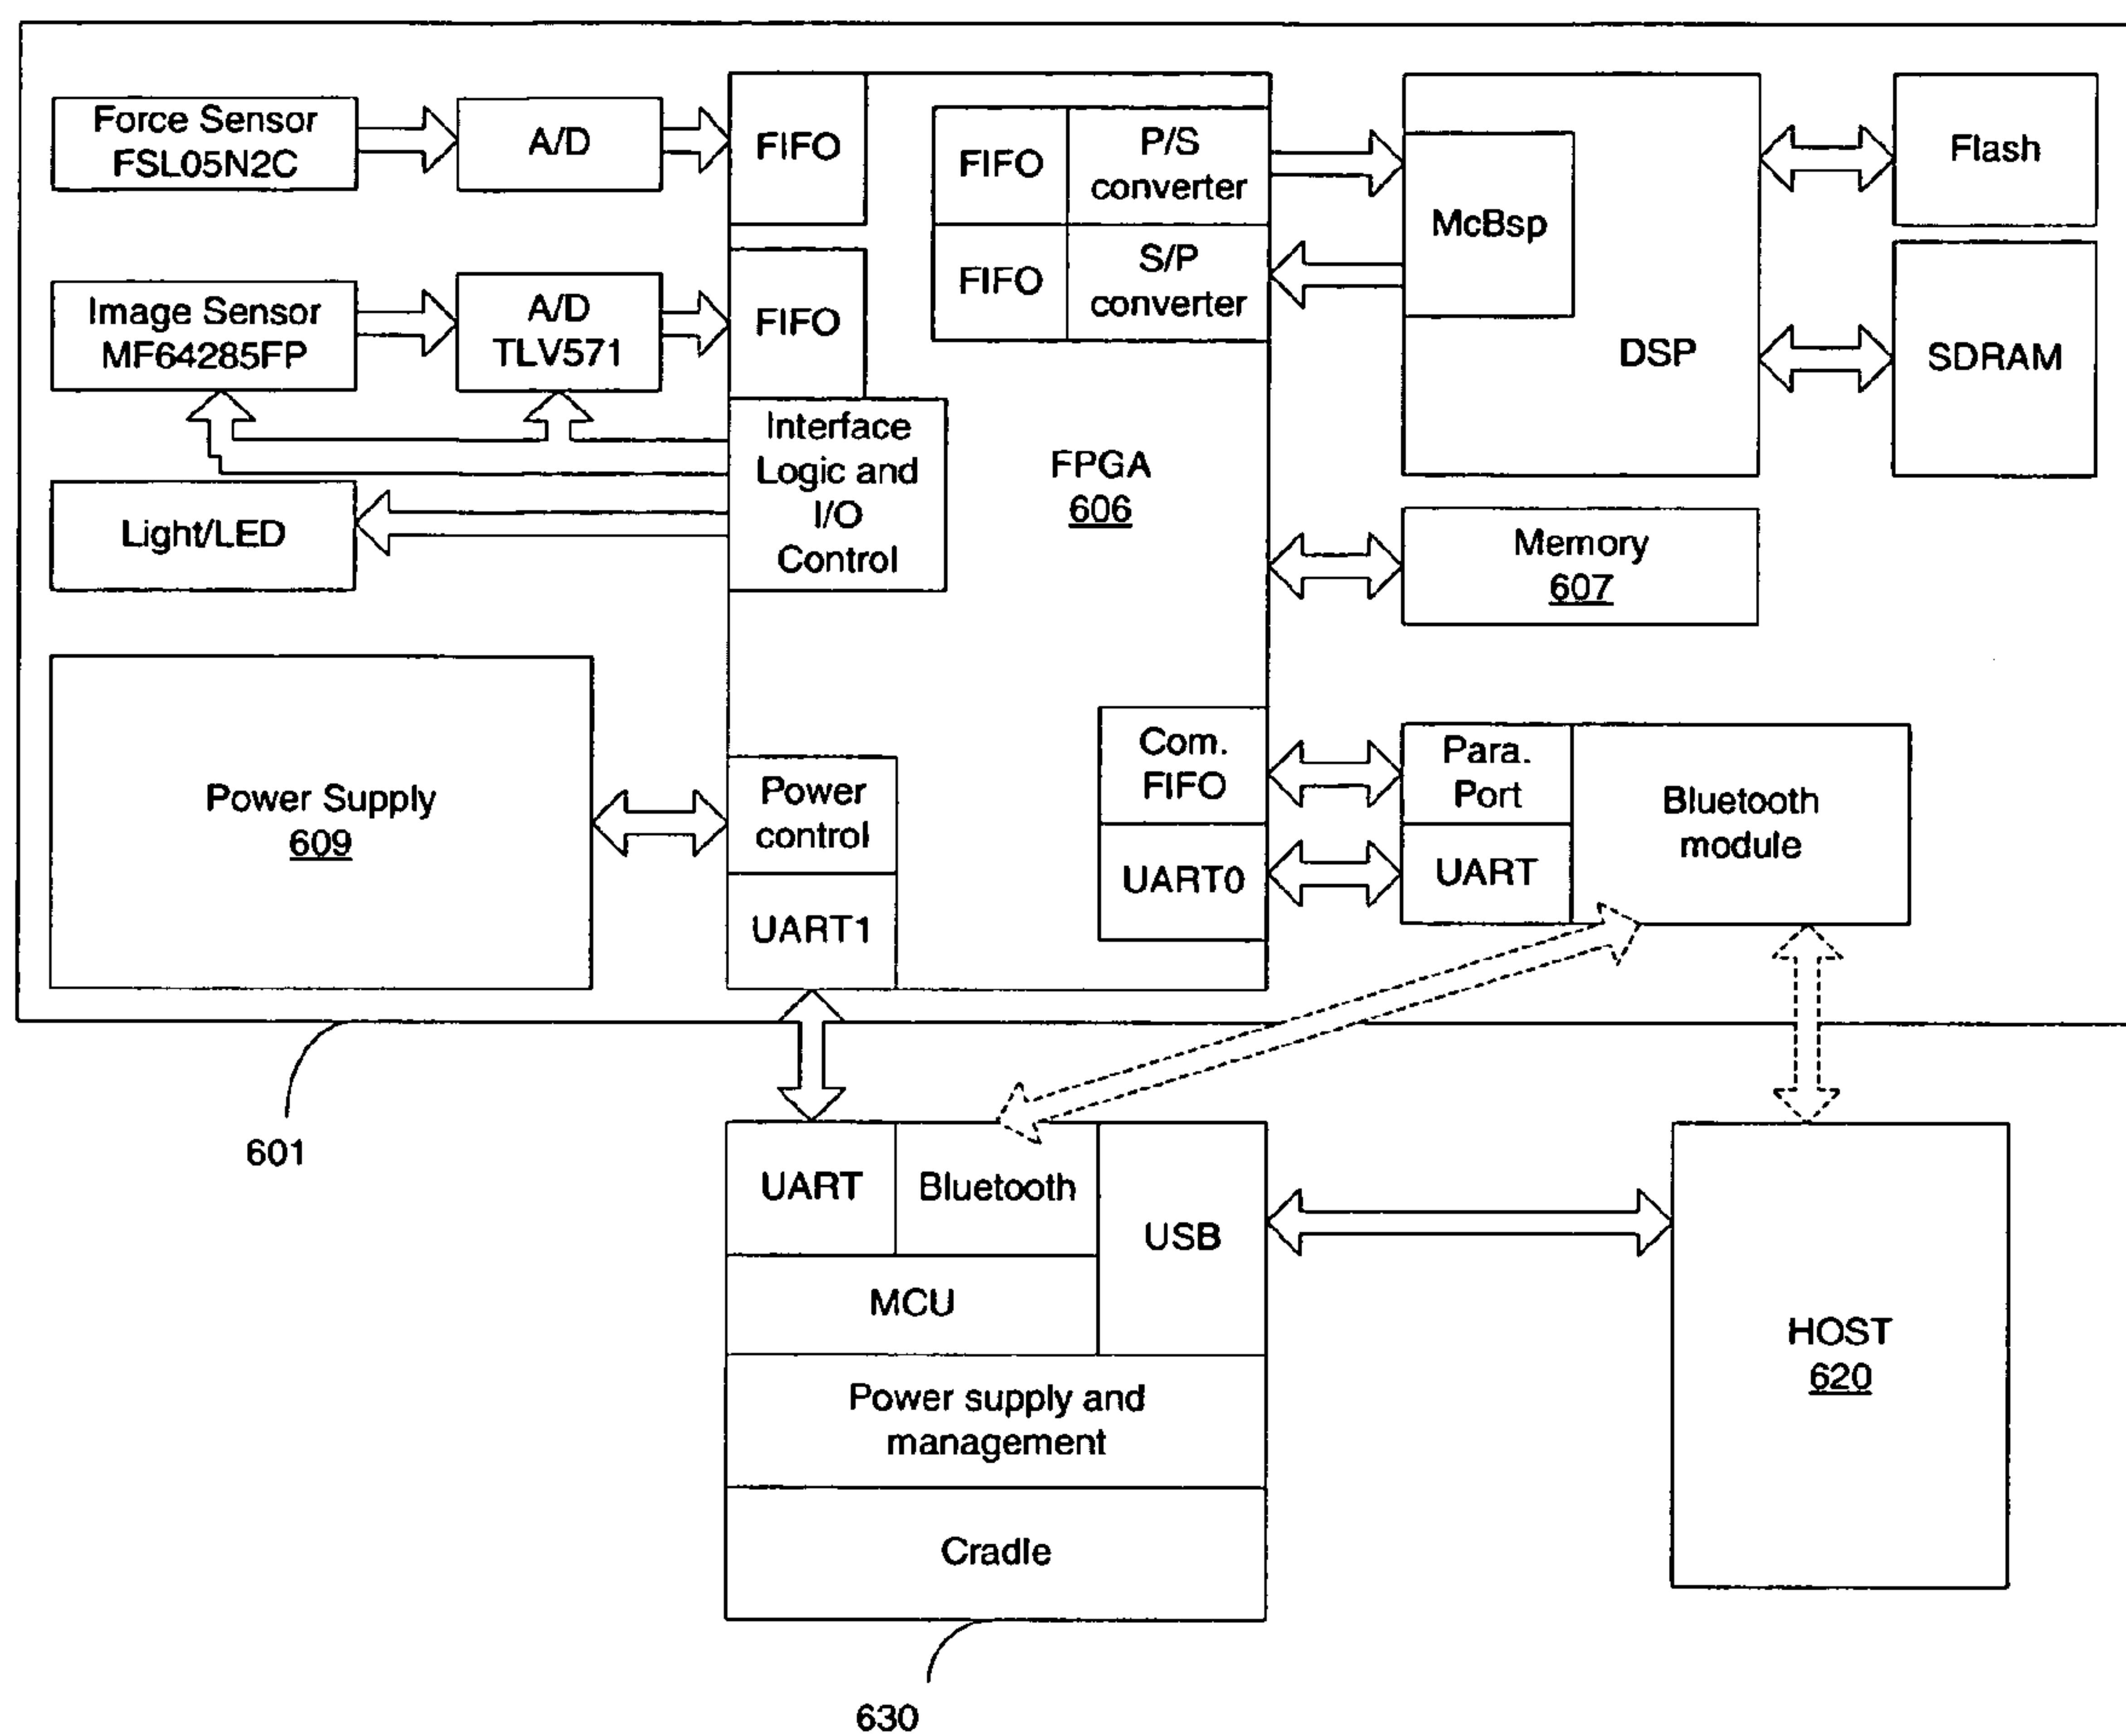 Force Sensor
FSL05N2C
A/D
FIFO
FIFO
P/S
converter
McBsp
Flash
Image Sensor
MF64285FP
A/D
TLV571
FIFO
FIFO
S/P
converter
DSP
SDRAM
Interface
Logic and
I/O
Control
FPGA
606
Light/LED
Memory
607
Power Supply
609
Power
control
UART1
Com.
FIFO
UART0
Para.
Port
UART
Bluetooth
module
601
UART
Bluetooth
USB
MCU
Power supply and
management
Cradle
HOST
620
630